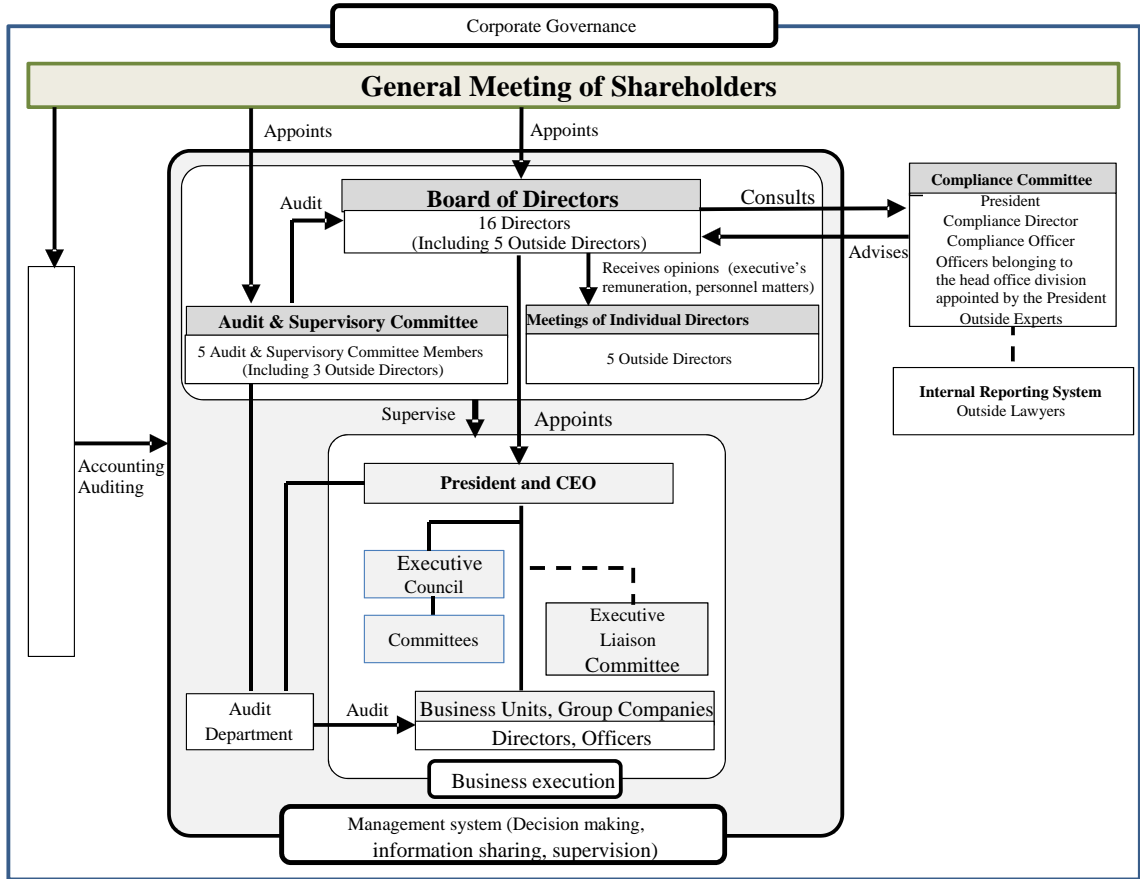 Corporate Governance
General Meeting of Shareholders
Appoints
Appoints
Board of Directors
16 Directors
(Including 5 Outside Directors)
Audit
Consults
Advises
Compliance Committee
President
Compliance Director
Compliance Officer
Officers belonging to
the head office division
appointed by the President
Outside Experts
Receives opinions (executive's
remuneration, personnel matters)
Audit & Supervisory Committee
5 Audit & Supervisory Committee Members
(Including 3 Outside Directors)
Meetings of Individual Directors
5 Outside Directors
Internal Reporting System
Outside Lawyers
Supervise
Appoints
Accounting
Auditing
President and CEO
Executive
Council
Committees
Executive
Liaison
Committee
Audit
Department
Audit
Business Units, Group Companies
Directors, Officers
Business execution
Management system (Decision making,
information sharing, supervision)